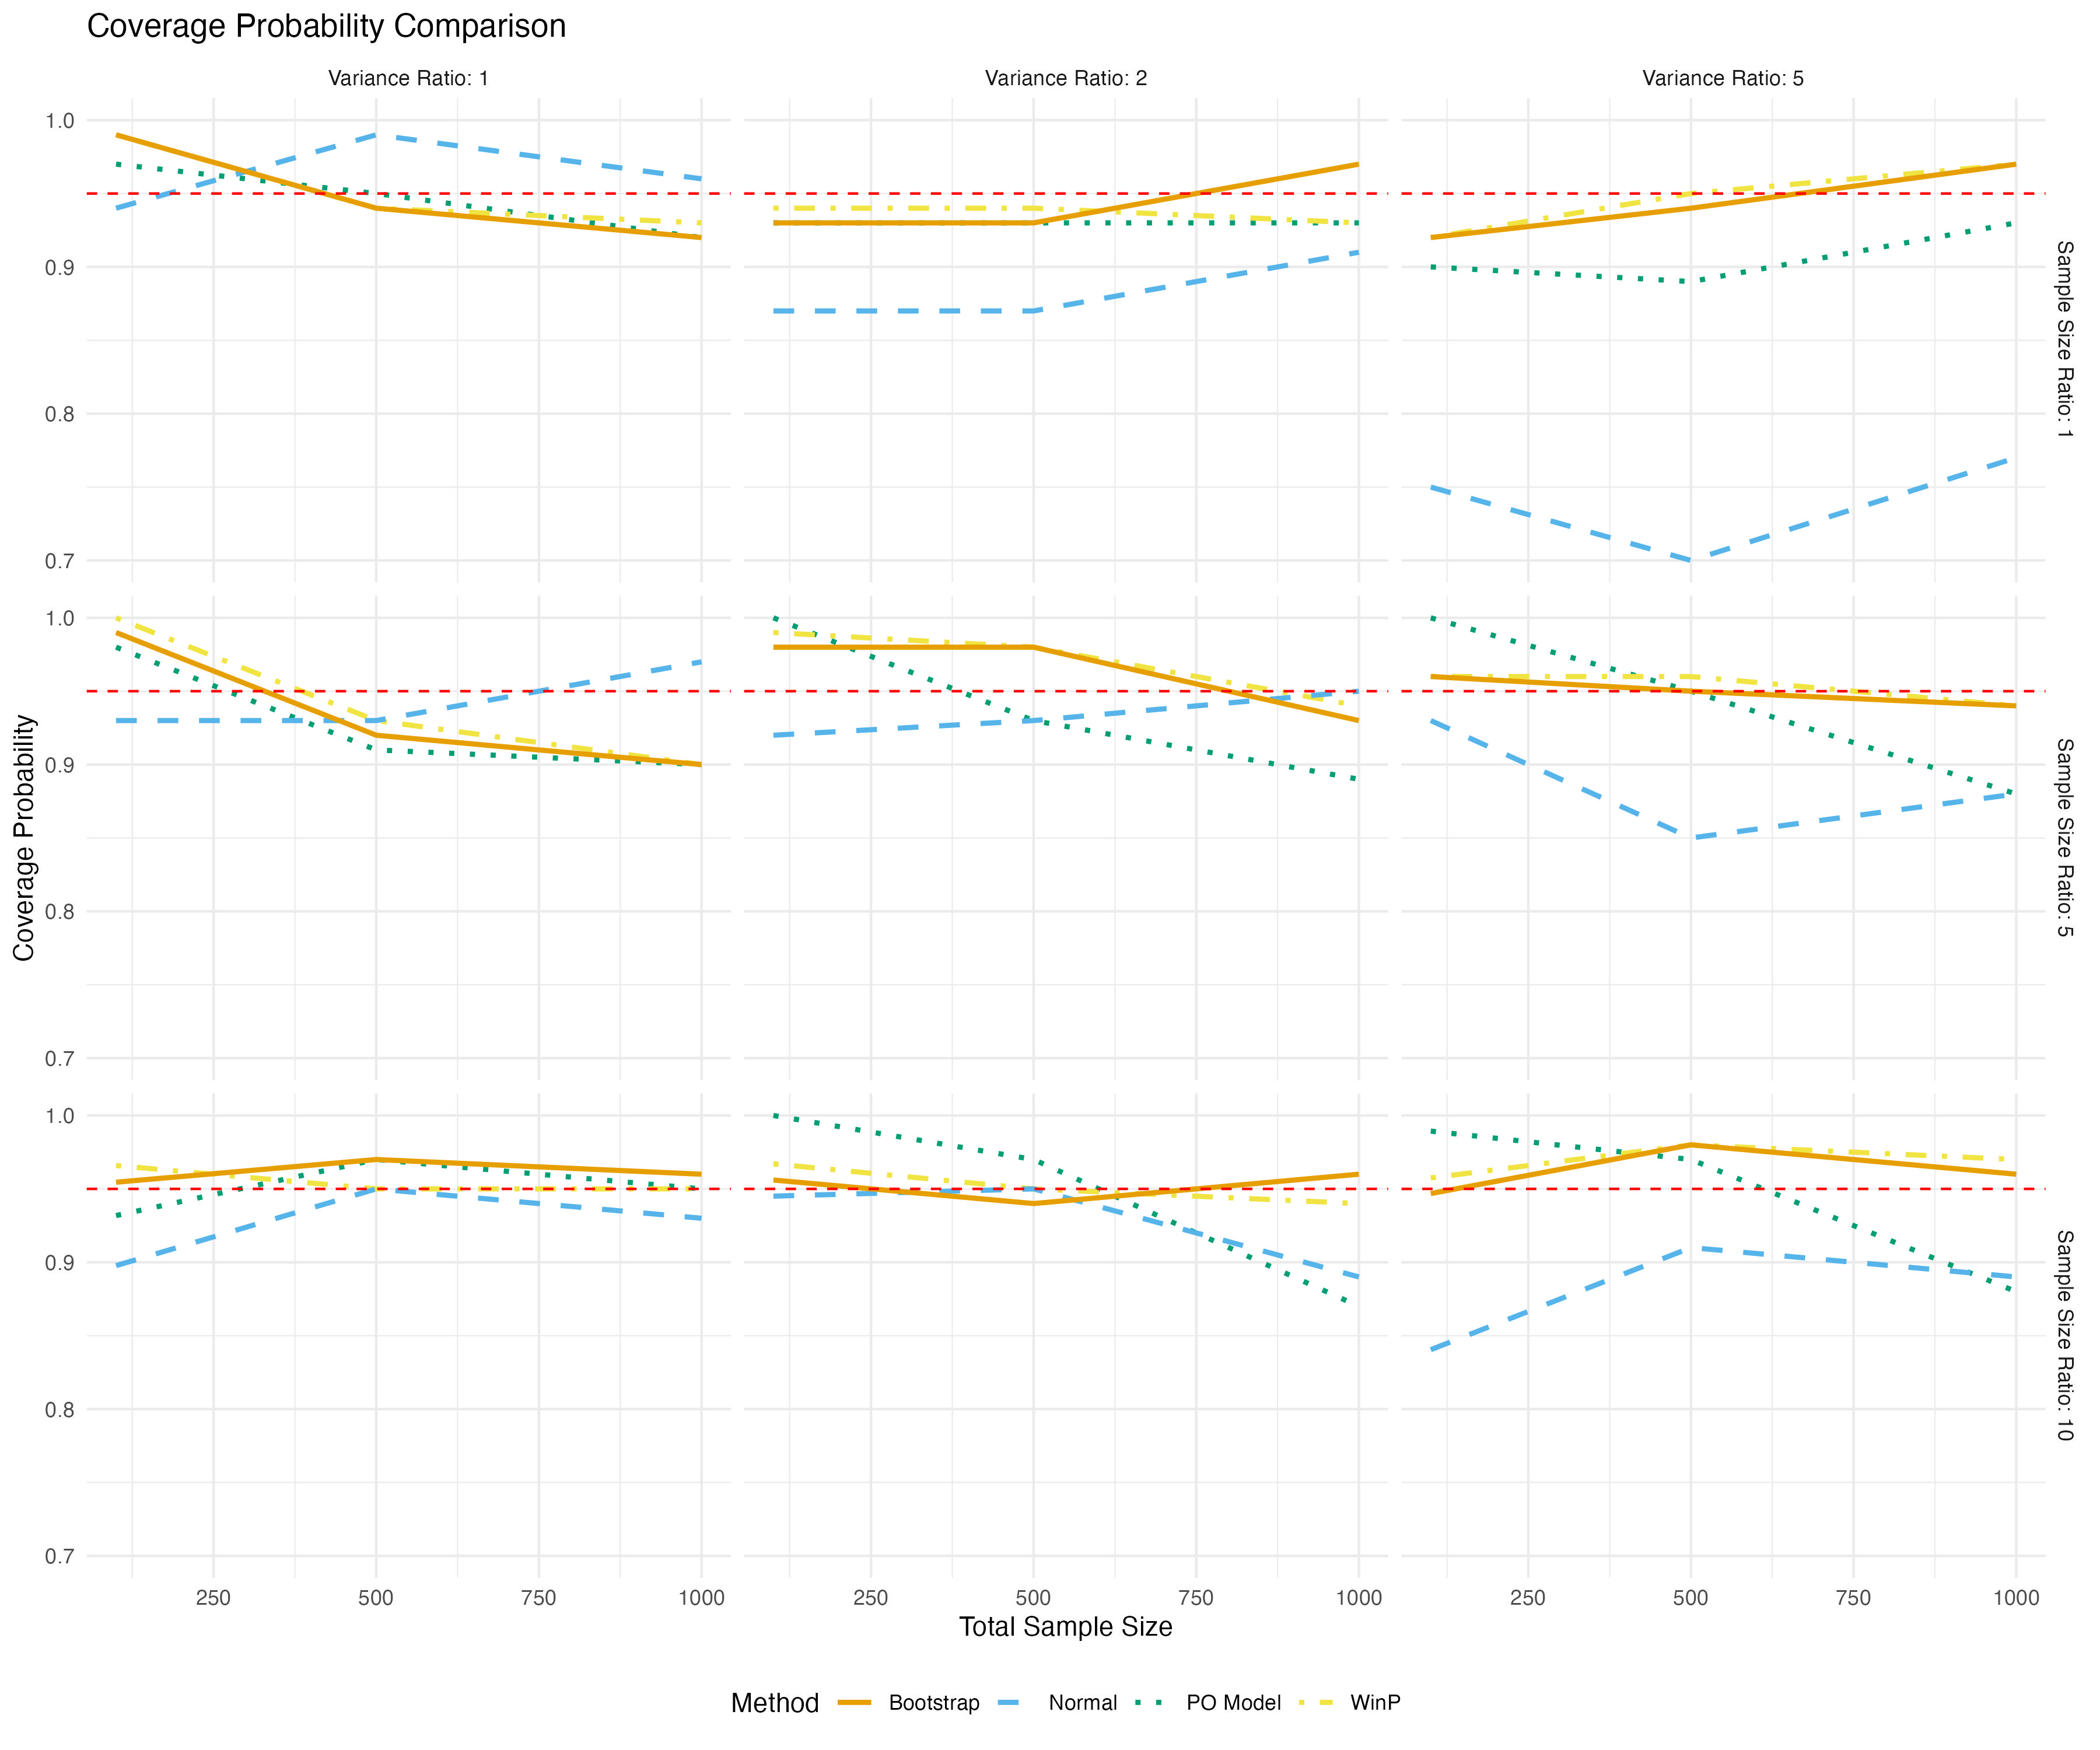 Coverage Probability Comparison
Variance Ratio: 1
Variance Ratio: 2
Variance Ratio: 5
1.0
0.9
0.8
0.7
Sample Size Ratio: 1
1.0
0.9
0.8
0.7
Sample Size Ratio: 5
Coverage Probability
1.0
0.9
0.8
0.7
Sample Size Ratio: 10
250 500 750 1000
250 500 750 1000
250 500 750 1000
Total Sample Size
Method Bootstrap Normal PO Model WinP